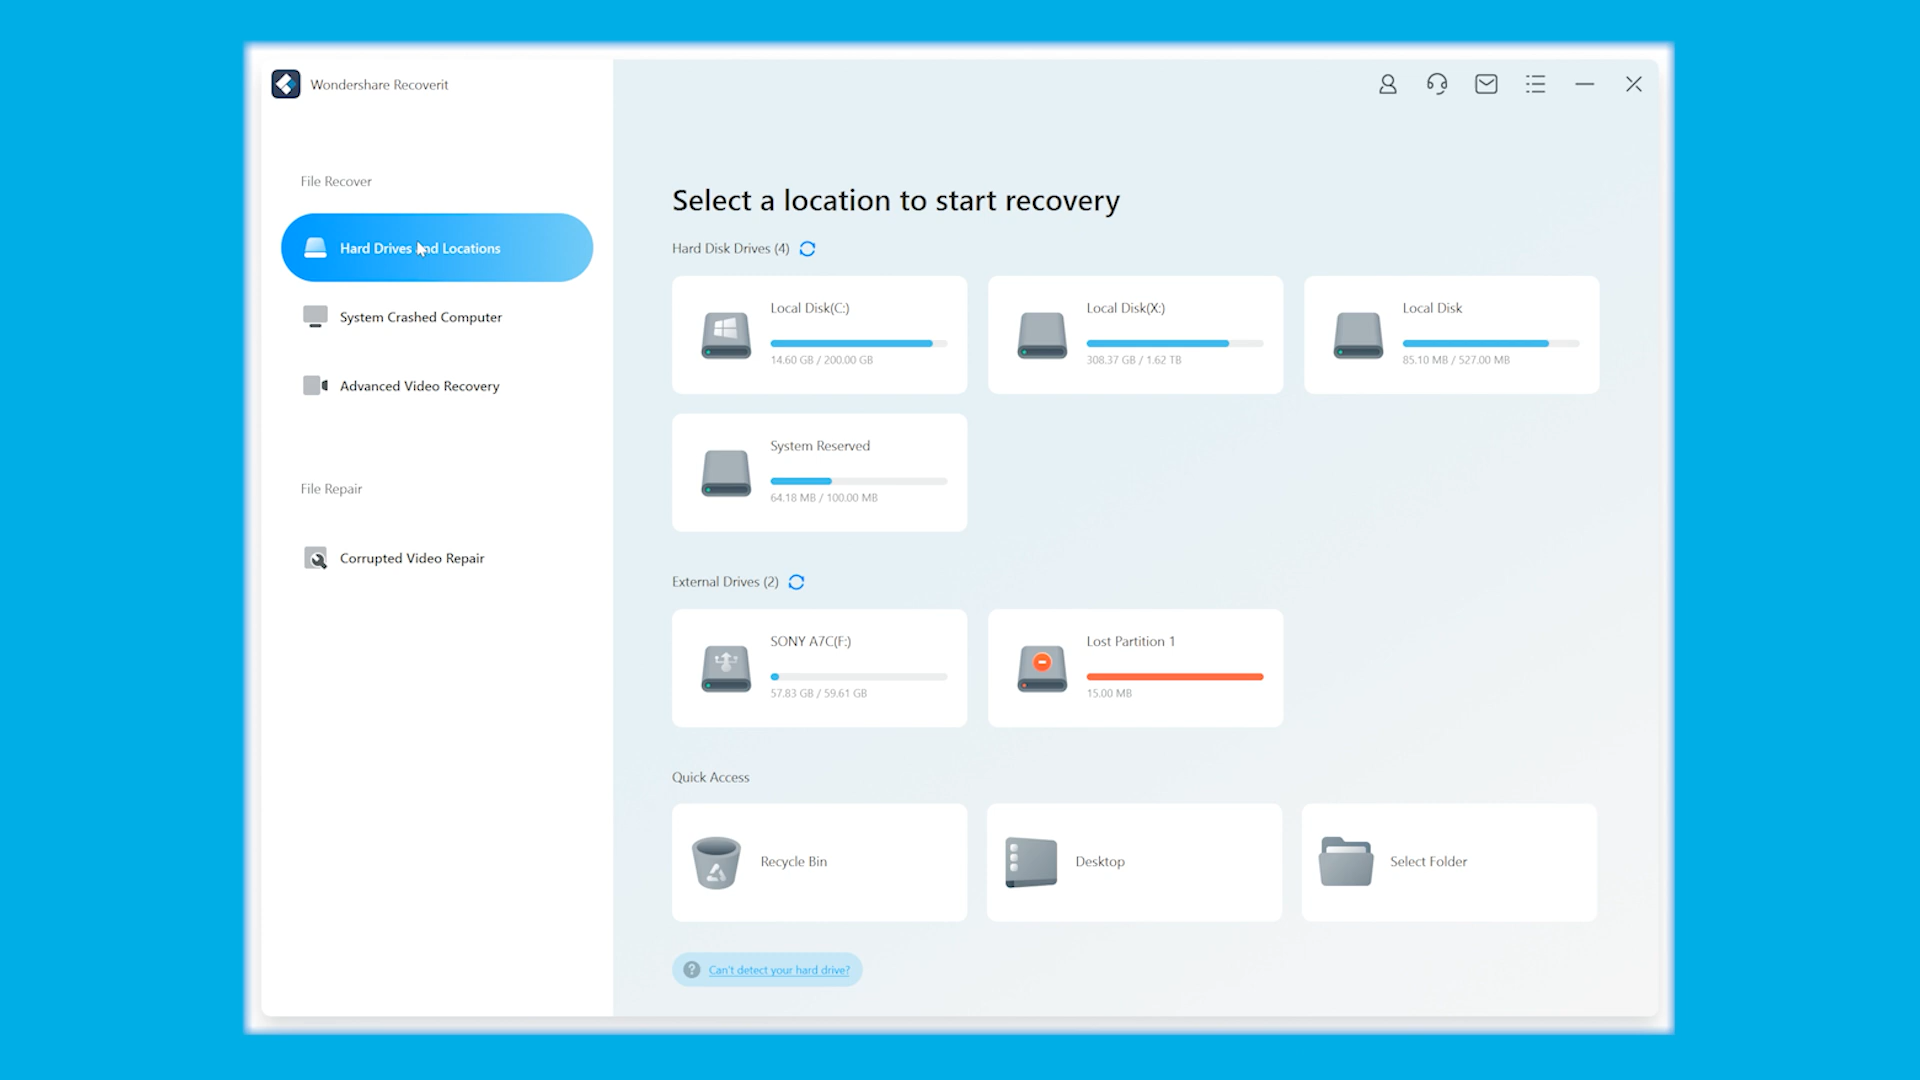 Wondershare Recoverit
File Recover
Hard Drives and Locations
System Crashed Computer
Advanced Video Recovery
File Repair
Corrupted Video Repair
Select a location to start recovery
Hard Disk Drives (4)
Local Disk(C:)
14.60 GB / 200.00 GB
Local Disk(X:)
308.37 GB / 1.62 TB
Local Disk
85.10 MB / 527.00 MB
System Reserved
64.18 MB / 100.00 MB
External Drives (2)
SONY A7C(F:)
57.83 GB / 59.61 GB
Lost Partition 1
15.00 MB
Quick Access
Recycle Bin
Desktop
Select Folder
? Can't detect your hard drive?